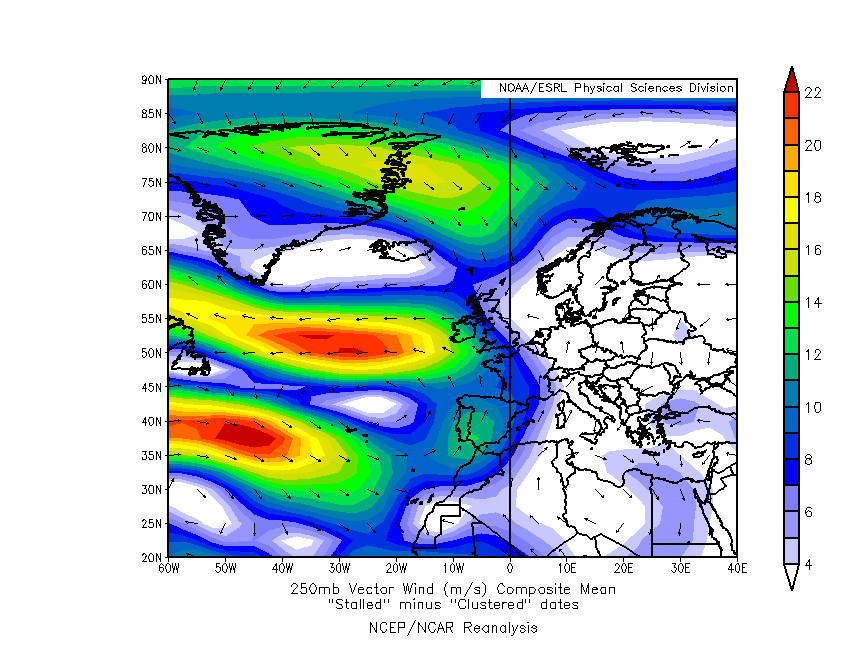 NOAA/ESRL Physical Sciences Division
90N
85N
80N
75N
70N
65N
60N
55N
50N
45N
40N
35N
30N
25N
20N
60W 50W 40W 30W 20W 10W 0 10E 20E 30E 40E
22
20
18
16
14
12
10
8
6
4
250mb Vector Wind (m/s) Composite Mean
"Stalled" minus "Clustered" dates
NCEP/NCAR Reanalysis